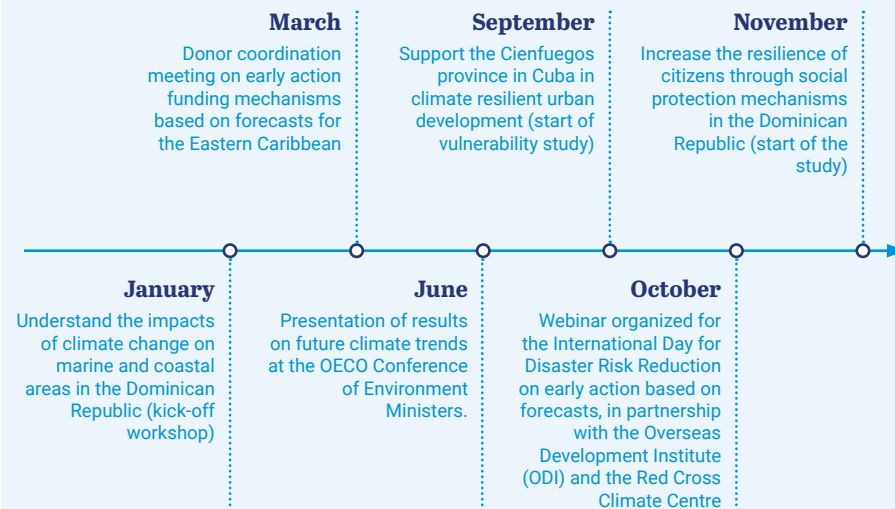 March
Donor coordination
meeting on early action
funding mechanisms
based on forecasts for
the Eastern Caribbean
September
Support the Cienfuegos
province in Cuba in
climate resilient urban
development (start of
vulnerability study)
November
Increase the resilience of
citizens through social
protection mechanisms
in the Dominican
Republic (start of the
study)
January
Understand the impacts
of climate change on
marine and coastal
areas in the Dominican
Republic (kick-off
workshop)
June
Presentation of results
on future climate trends
at the OECO Conference
of Environment
Ministers.
October
Webinar organized for
the International Day for
Disaster Risk Reduction
on early action based on
forecasts, in partnership
with the Overseas
Development Institute
(ODI) and the Red Cross
Climate Centre